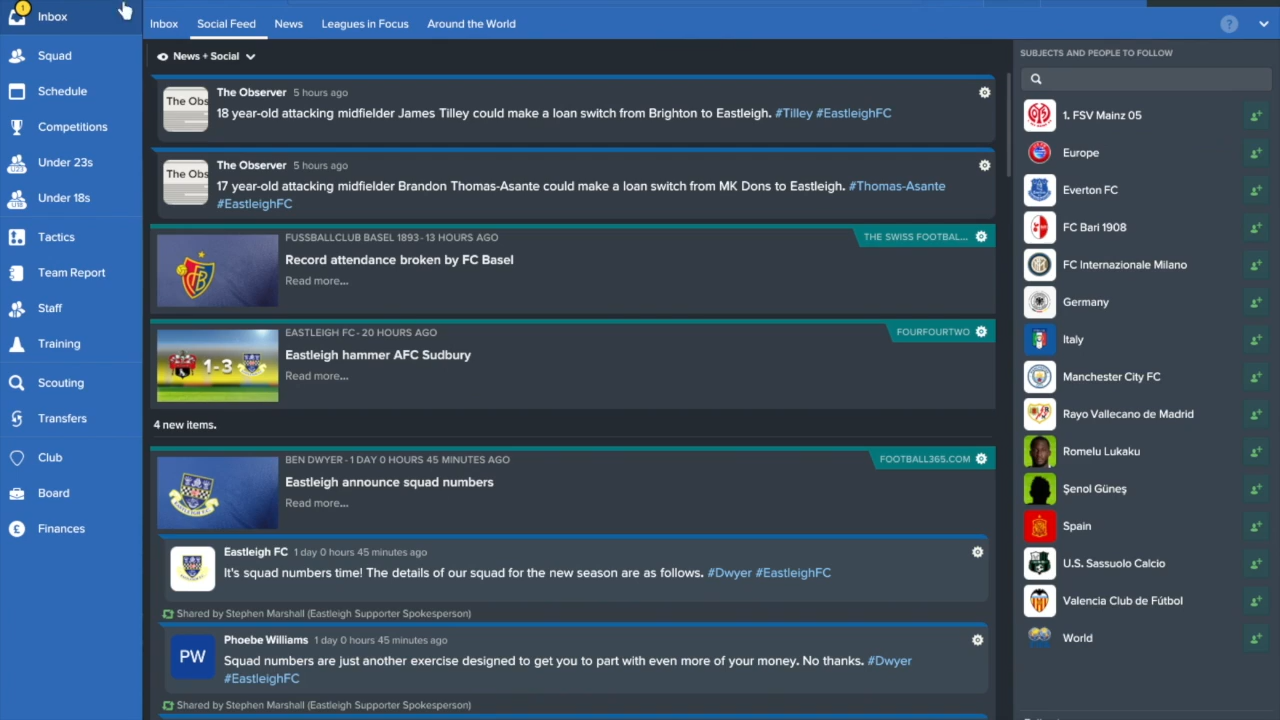 1
Inbox
Squad
Schedule
Competitions
Under 23s
U23
Under 18s
U18
Tactics
Team Report
Staff
Training
Scouting
Transfers
Club
Board
Finances
Inbox Social Feed News Leagues in Focus Around the World
?
News + Social
The Obs
The Observer 5 hours ago
18 year-old attacking midfielder James Tilley could make a loan switch from Brighton to Eastleigh. #Tilley #EastleighFC
The Obs
The Observer 5 hours ago
17 year-old attacking midfielder Brandon Thomas-Asante could make a loan switch from MK Dons to Eastleigh. #Thomas-Asante
#EastleighFC
FUSSBALLCLUB BASEL 1893 - 13 HOURS AGO
THE SWISS FOOTBAL...
Record attendance broken by FC Basel
Read more...
EASTLEIGH FC - 20 HOURS AGO
FOURFOURTWO
1-3
Eastleigh hammer AFC Sudbury
Read more...
4 new items.
BEN DWYER - 1 DAY 0 HOURS 45 MINUTES AGO
FOOTBALL365.COM
Eastleigh announce squad numbers
Read more...
Eastleigh FC 1 day 0 hours 45 minutes ago
It's squad numbers time! The details of our squad for the new season are as follows. #Dwyer #EastleighFC
Shared by Stephen Marshall (Eastleigh Supporter Spokesperson)
PW
Phoebe Williams 1 day 0 hours 45 minutes ago
Squad numbers are just another exercise designed to get you to part with even more of your money. No thanks. #Dwyer
#EastleighFC
Shared by Stephen Marshall (Eastleigh Supporter Spokesperson)
SUBJECTS AND PEOPLE TO FOLLOW
1. FSV Mainz 05
Europe
Everton FC
FC Bari 1908
FC Internazionale Milano
Germany
Italy
Manchester City FC
Rayo Vallecano de Madrid
Romelu Lukaku
Şenol Güneş
Spain
U.S. Sassuolo Calcio
Valencia Club de Fútbol
World